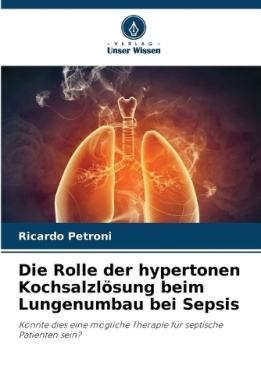 - VERLAG -
Unser Wissen
Ricardo Petroni
Die Rolle der hypertonen
Kochsalzlösung beim
Lungenumbau bei Sepsis
Könnte dies eine mögliche Therapie für septische
Patienten sein?